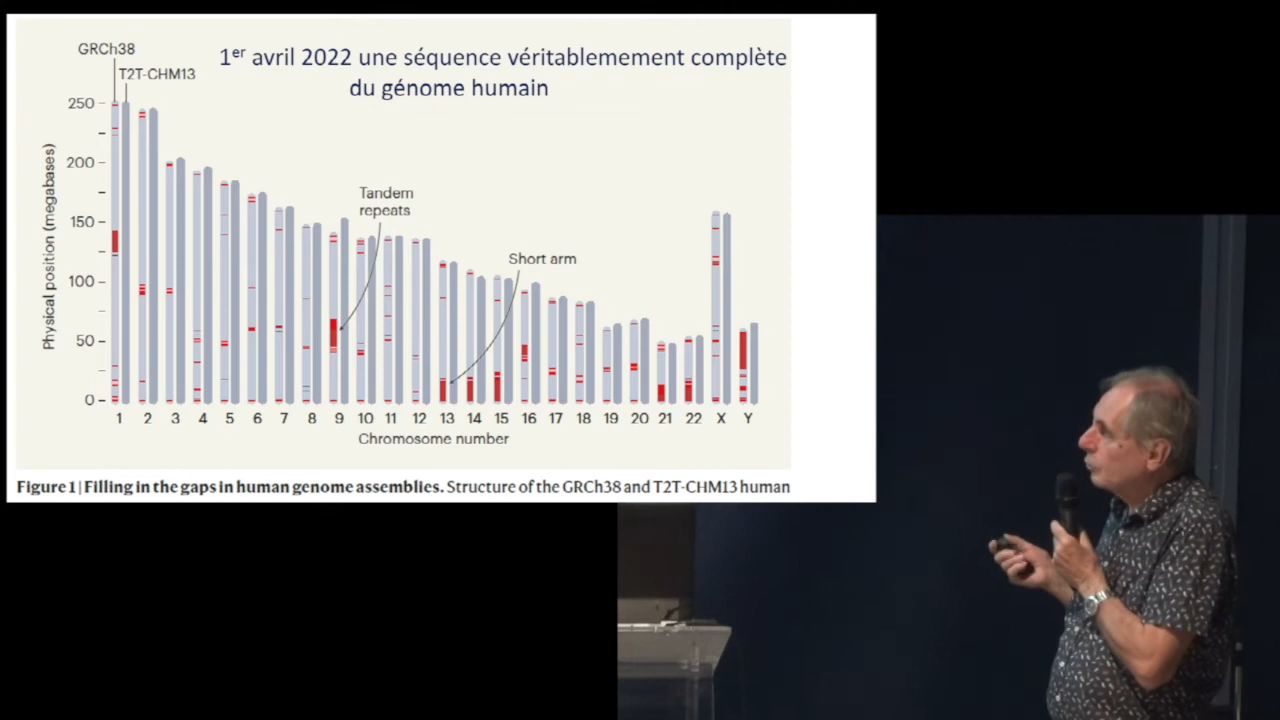 GRCh38
T2T-CHM13
1er avril 2022 une séquence véritablemement complète
du génome humain
Physical position (megabases)
250
200
150
100
50
0
Tandem
repeats
Short arm
1 2 3 4 5 6 7 8 9 10 11 12 13 14 15 16 17 18 19 20 21 22 X Y
Chromosome number
Figure 1 | Filling in the gaps in human genome assemblies. Structure of the GRCh38 and T2T-CHM13 human